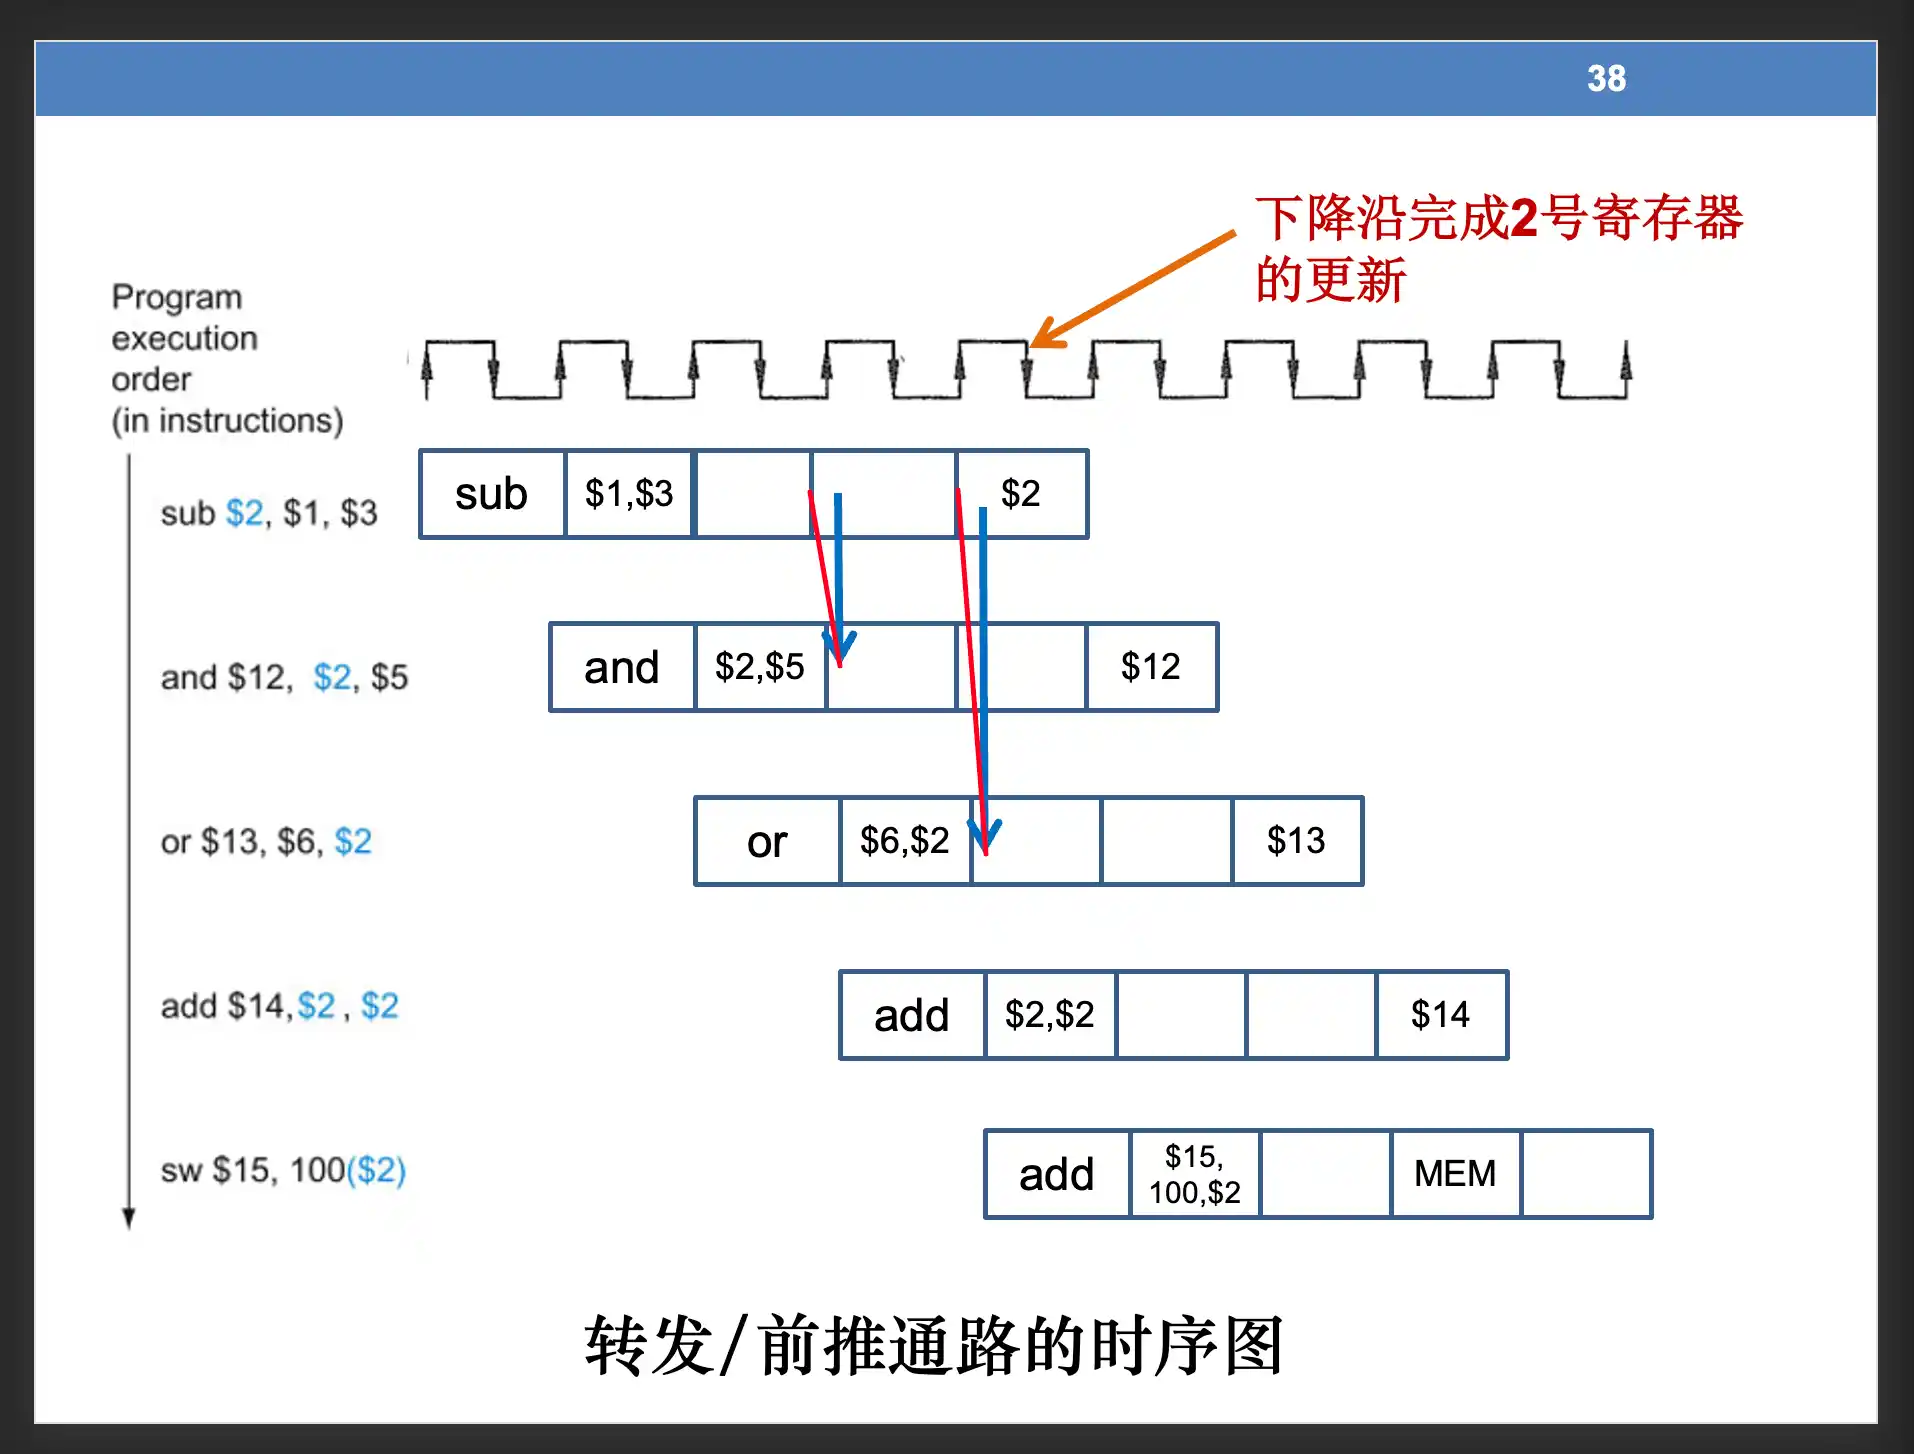 38
下降沿完成2号寄存器
的更新
Program
execution
order
(in instructions)
sub $2, $1, $3
sub
$1,$3
$2
and $12, $2, $5
and
$2,$5
$12
or $13, $6, $2
or
$6,$2
$13
add $14,$2 , $2
add
$2,$2
$14
sw $15, 100($2)
add
$15,
100,$2
MEM
转发/前推通路的时序图